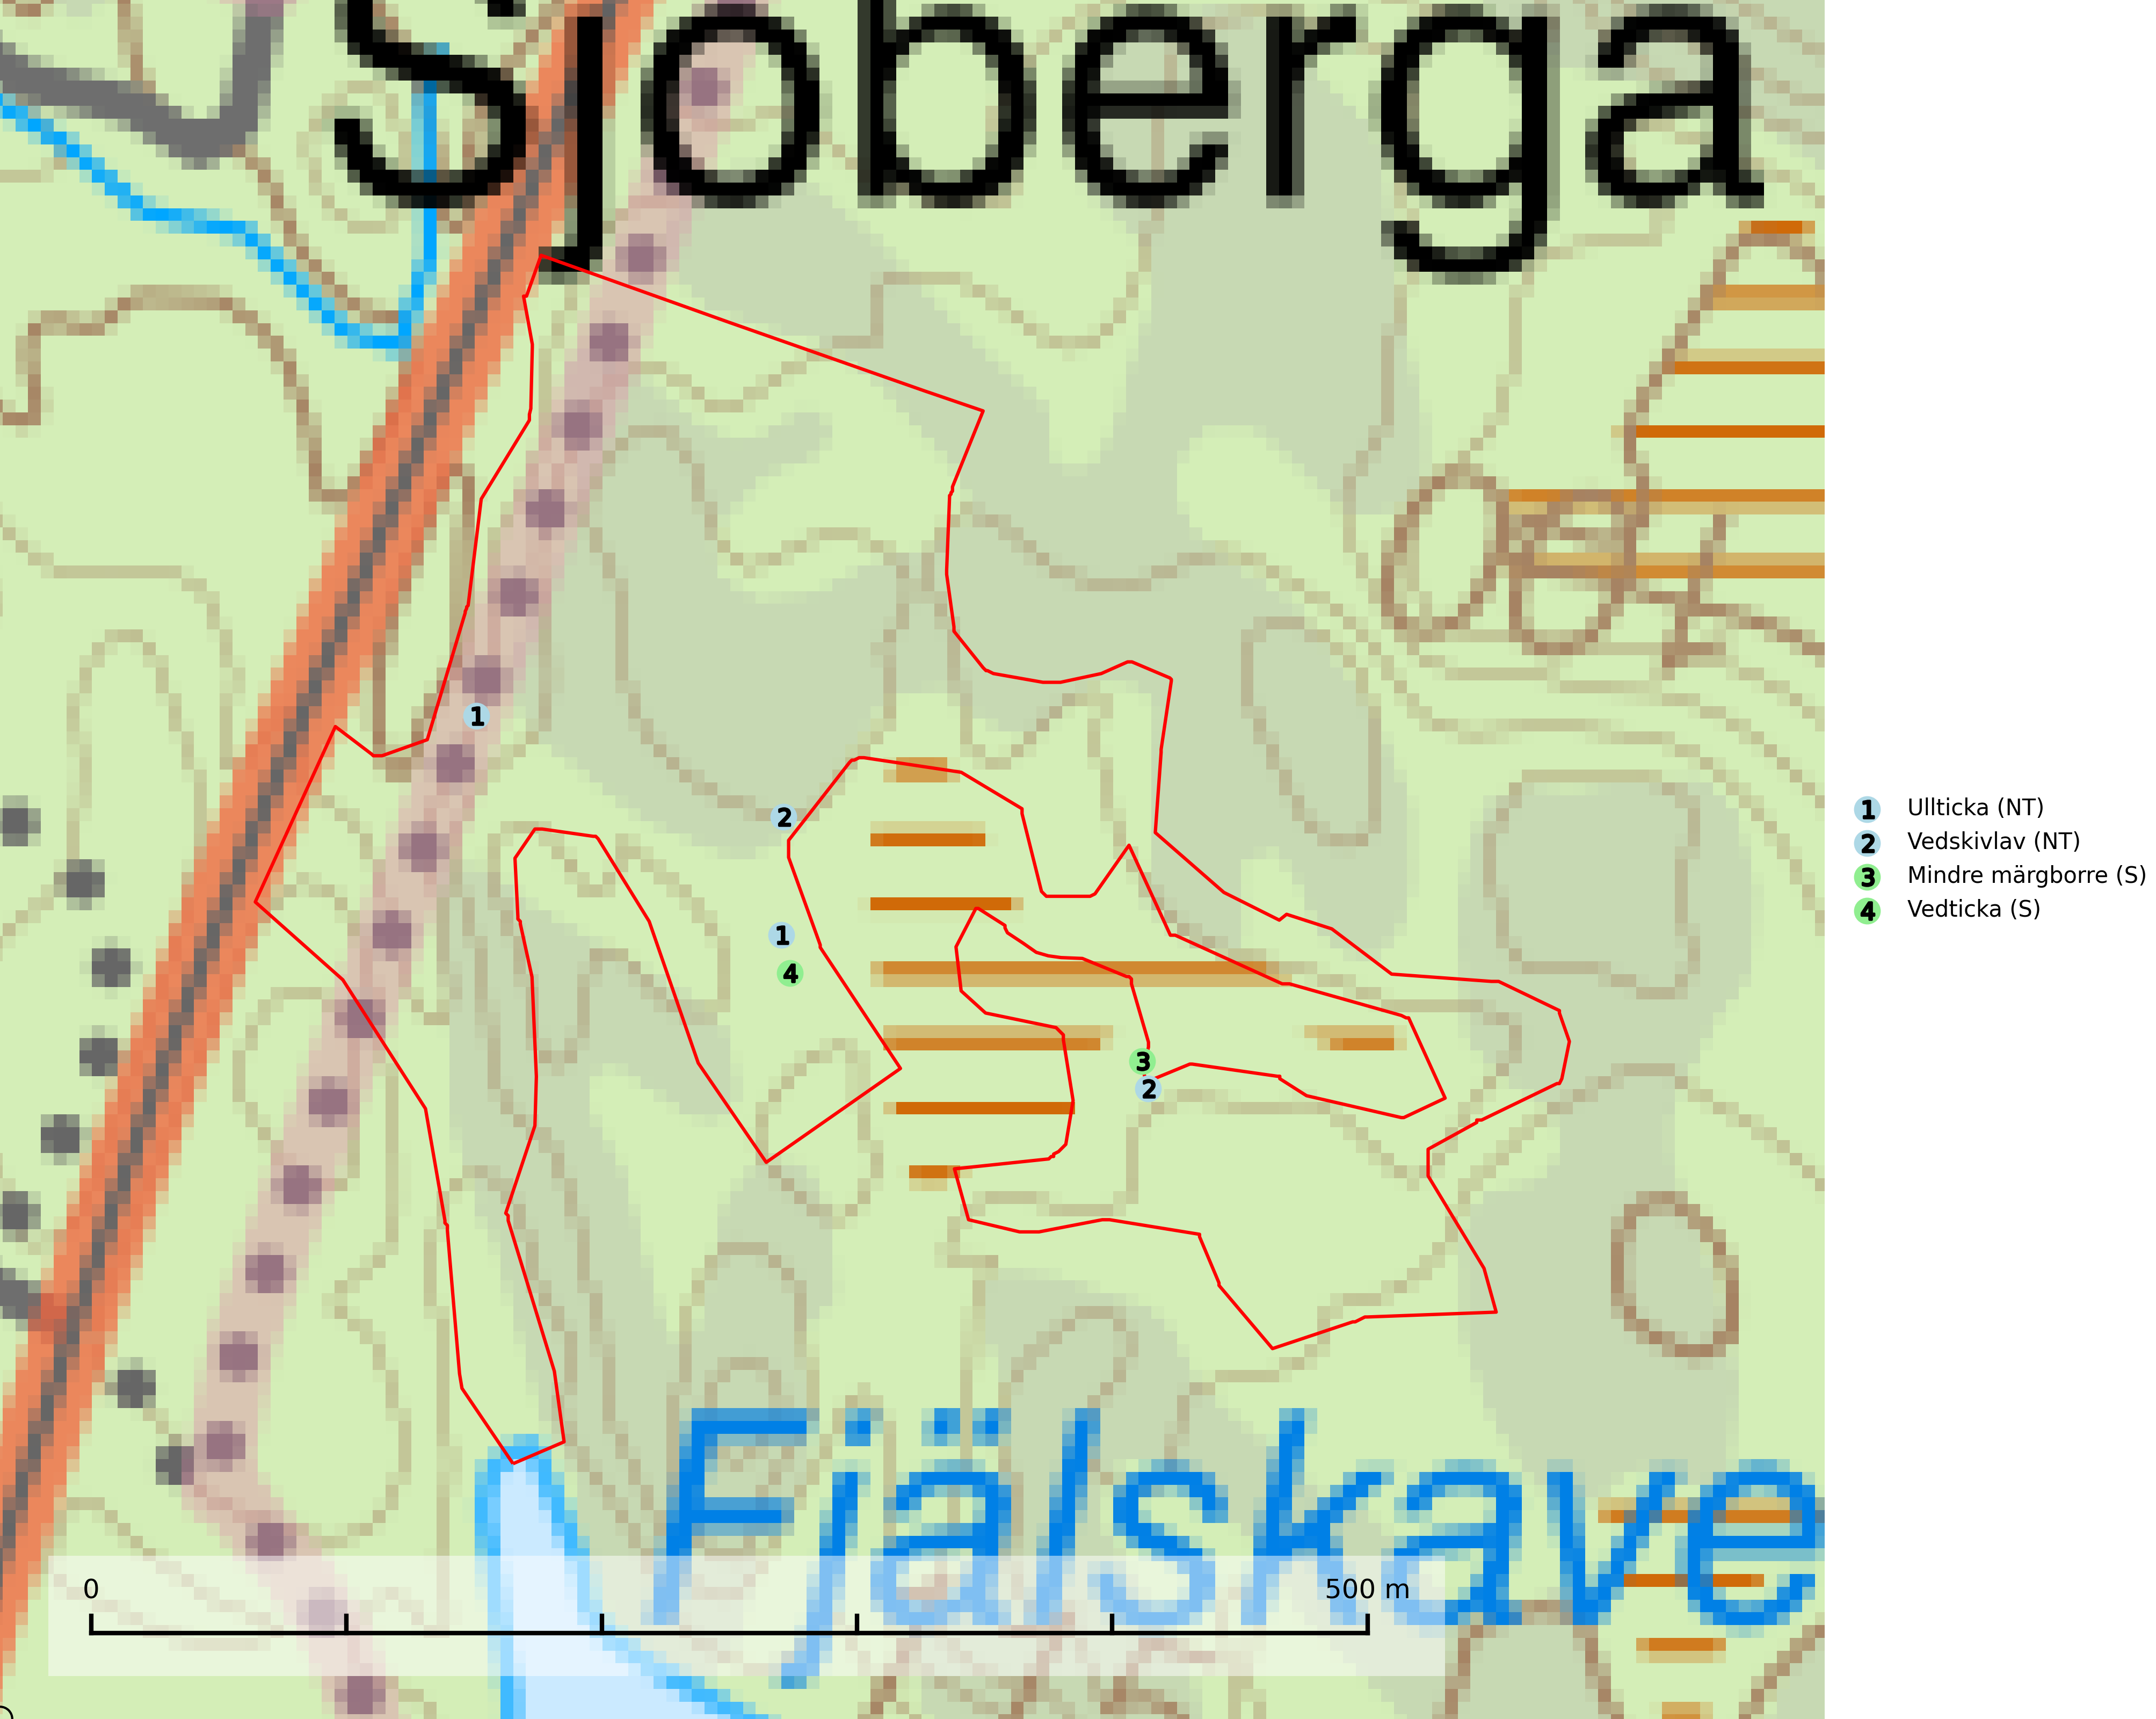 Sjöberga
1
2
1
4
3
2
Fjälskave
0 500 m
1 Ullticka (NT)
2 Vedskivlav (NT)
3 Mindre märgborre (S)
4 Vedticka (S)